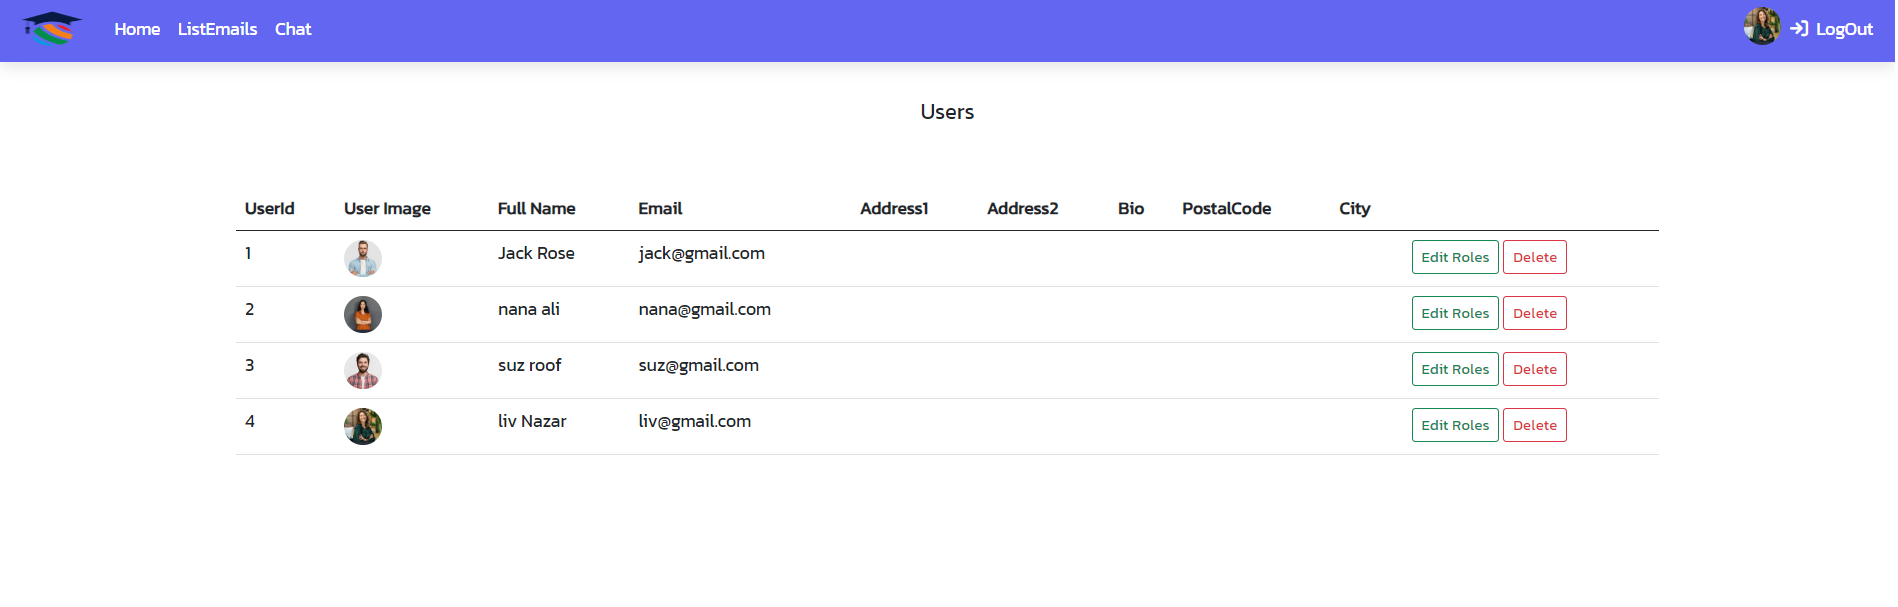 Home ListEmails Chat LogOut
Users
UserId User Image Full Name Email Address1 Address2 Bio PostalCode City
1 Jack Rose jack@gmail.com Edit Roles Delete
2 nana ali nana@gmail.com Edit Roles Delete
3 suz roof suz@gmail.com Edit Roles Delete
4 liv Nazar liv@gmail.com Edit Roles Delete